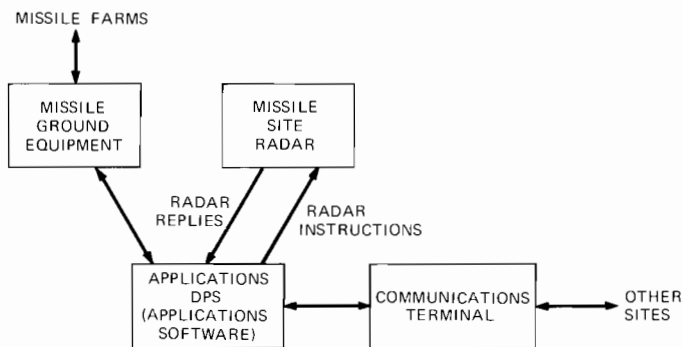 MISSILE FARMS
MISSILE
GROUND
EQUIPMENT
MISSILE
SITE
RADAR
RADAR
REPLIES
RADAR
INSTRUCTIONS
APPLICATIONS
DPS
(APPLICATIONS
SOFTWARE)
COMMUNICATIONS
TERMINAL
OTHER
SITES